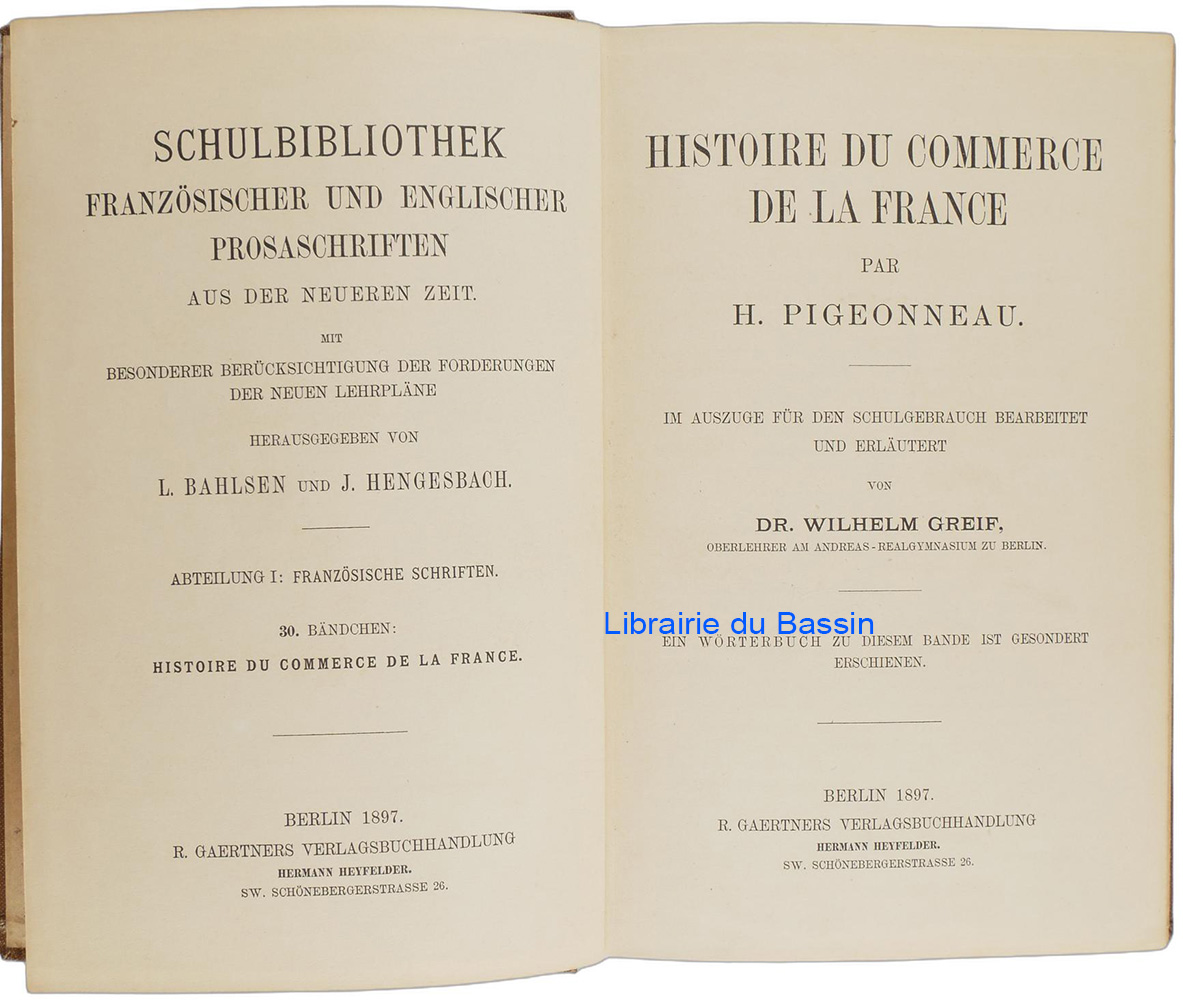 SCHULBIBLIOTHEK
FRANZÖSISCHER UND ENGLISCHER
PROSASCHRIFTEN
AUS DER NEUEREN ZEIT.
MIT
BESONDERER BERÜCKSICHTIGUNG DER FORDERUNGEN
DER NEUEN LEHRPLÄNE
HERAUSGEGEBEN VON
L. BAHLSEN UND J. HENGESBACH.
ABTEILUNG I: FRANZÖSISCHE SCHRIFTEN.
30. BÄNDCHEN:
HISTOIRE DU COMMERCE DE LA FRANCE.
BERLIN 1897.
R. GAERTNERS VERLAGSBUCHHANDLUNG
HERMANN HEYFELDER.
SW. SCHÖNEBERGERSTRASSE 26.
HISTOIRE DU COMMERCE
DE LA FRANCE
PAR
H. PIGEONNEAU.
IM AUSZUGE FÜR DEN SCHULGEBRAUCH BEARBEITET
UND ERLÄUTERT
VON
DR. WILHELM GREIF,
OBERLEHRER AM ANDREAS-REALGYMNASIUM ZU BERLIN.
Librairie du Bassin
EIN WÖRTERBUCH ZU DIESEM BANDE IST GESONDERT
ERSCHIENEN.
BERLIN 1897.
R. GAERTNERS VERLAGSBUCHHANDLUNG
HERMANN HEYFELDER.
SW. SCHÖNEBERGERSTRASSE 26.